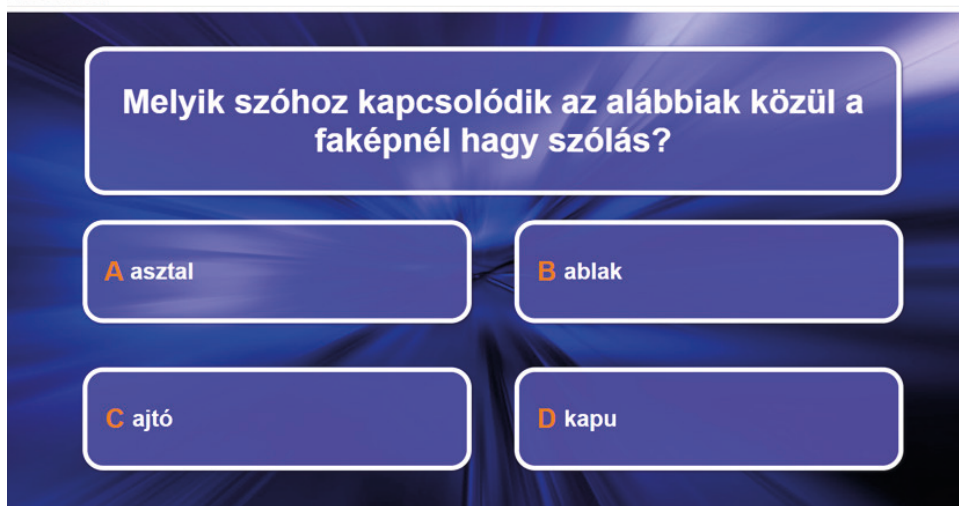 Melyik szóhoz kapcsolódik az alábbiak közül a
faképnél hagy szólás?
A asztal
B ablak
C ajtó
D kapu